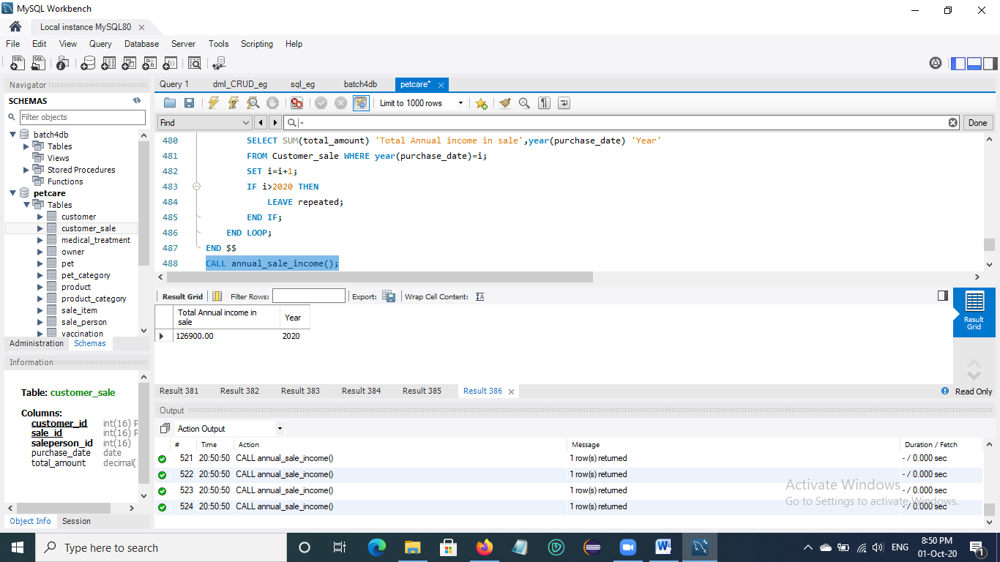 MySQL Workbench
Local instance MySQL80
File Edit View Query Database Server Tools Scripting Help
Navigator
SCHEMAS
Filter objects
batch4db
Tables
Views
Stored Procedures
Functions
petcare
Tables
customer
customer_sale
medical_treatment
owner
pet
pet_category
product
product_category
sale_item
sale_person
vaccination
Administration Schemas
Information
Table: customer_sale
Columns:
customer_id int(16) P
sale_id int(16) P
saleperson_id int(16)
purchase_date date
total_amount decimal(
Object Info Session
Query 1 dml_CRUD_eg sql_eg batch4db petcare*
Limit to 1000 rows
Find Done
480 SELECT SUM(total_amount) 'Total Annual income in sale',year(purchase_date) 'Year'
481 FROM Customer_sale WHERE year(purchase_date)=i;
482 SET i=i+1;
483 IF i>2020 THEN
484 LEAVE repeated;
485 END IF;
486 END LOOP;
487 END $$
488 CALL annual_sale_income();
Result Grid Filter Rows: Export: Wrap Cell Content:
Total Annual income in sale Year
126900.00 2020
Result Grid
Result 381 Result 382 Result 383 Result 384 Result 385 Result 386 Read Only
Output
Action Output
# Time Action Message Duration / Fetch
521 20:50:50 CALL annual_sale_income() 1 row(s) returned - / 0.000 sec
522 20:50:50 CALL annual_sale_income() 1 row(s) returned - / 0.000 sec
523 20:50:50 CALL annual_sale_income() 1 row(s) returned - / 0.000 sec
524 20:50:50 CALL annual_sale_income() 1 row(s) returned - / 0.000 sec
Activate Windows
Go to Settings to activate Windows.
Type here to search
ENG
8:50 PM
01-Oct-20
1